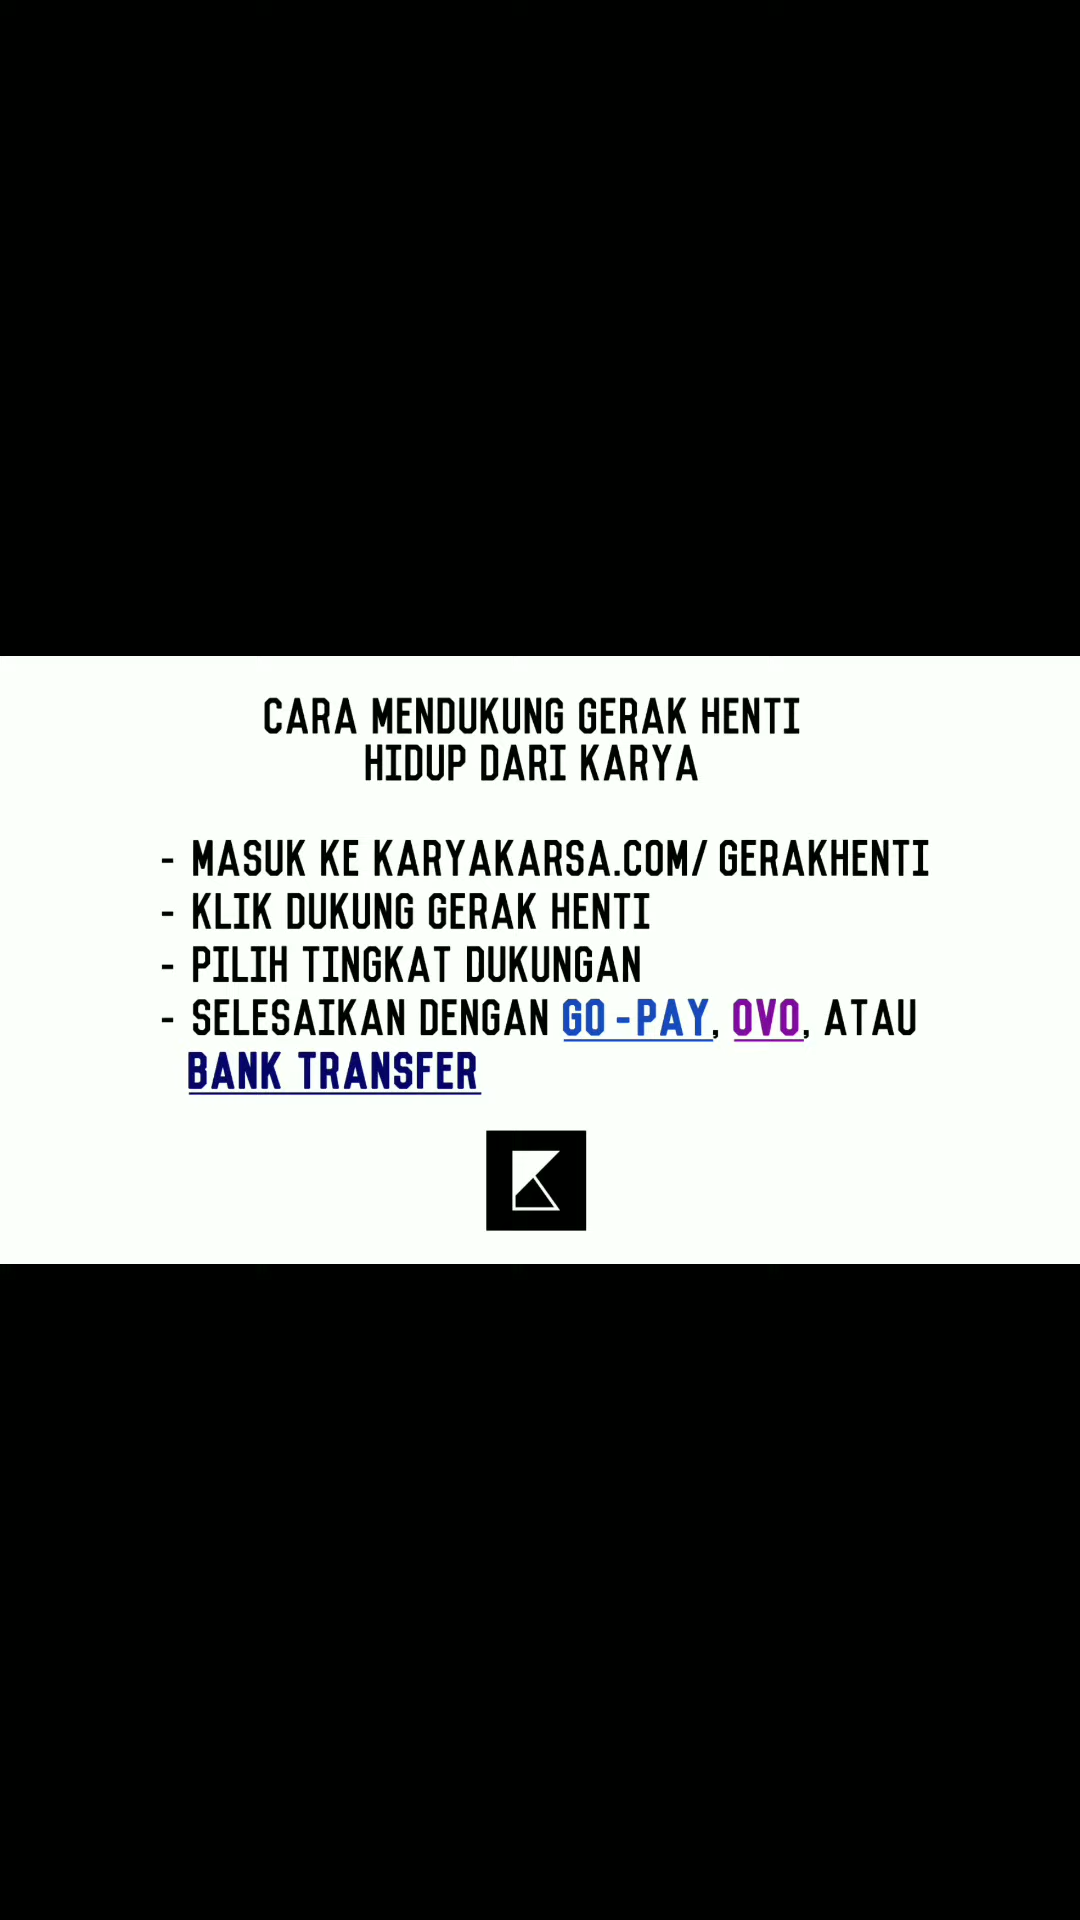 CARA MENDUKUNG GERAK HENTI
HIDUP DARI KARYA
- MASUK KE KARYAKARSA.COM/ GERAKHENTI
- KLIK DUKUNG GERAK HENTI
- PILIH TINGKAT DUKUNGAN
- SELESAIKAN DENGAN GO-PAY, OVO, ATAU
BANK TRANSFER